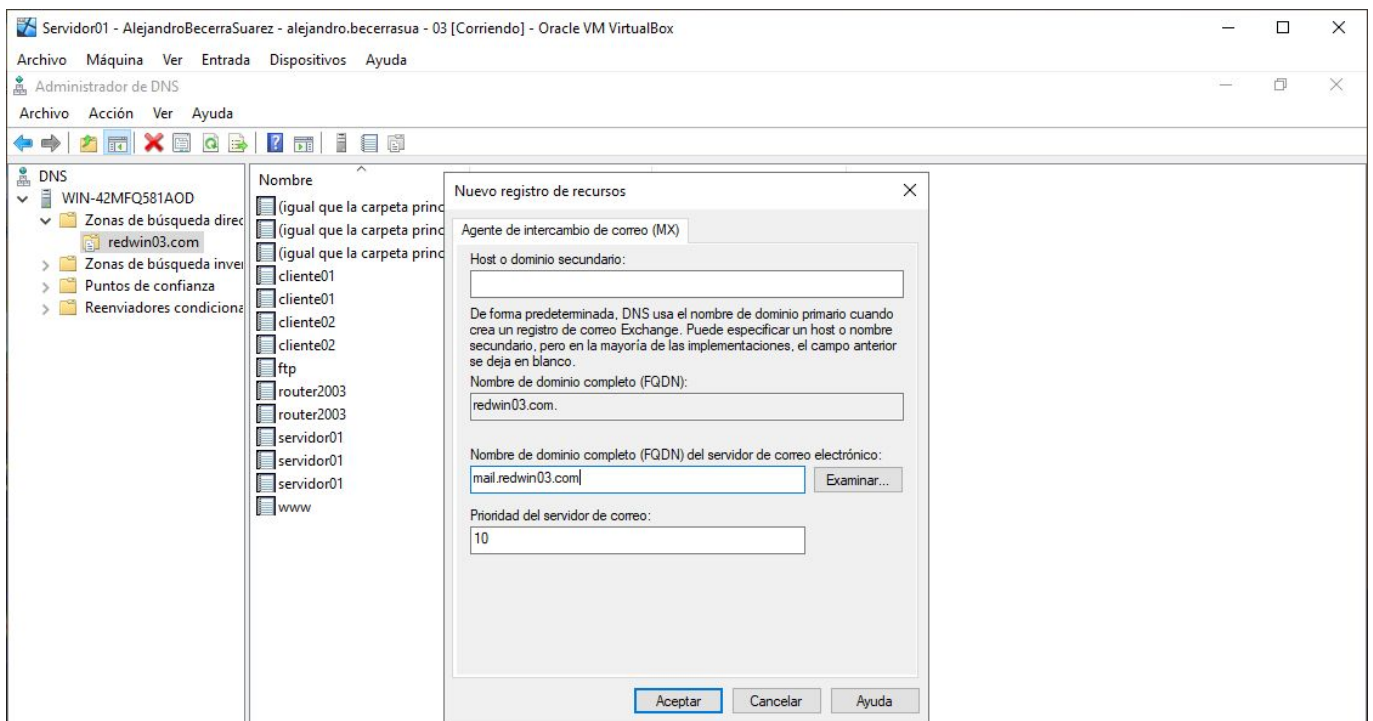 Servidor01 - AlejandroBecerraSuarez - alejandro.becerrasua - 03 [Corriendo] - Oracle VM VirtualBox
Archivo Máquina Ver Entrada Dispositivos Ayuda
Administrador de DNS
Archivo Acción Ver Ayuda
DNS
WIN-42MFQ581AOD
Zonas de búsqueda direc
redwin03.com
Zonas de búsqueda inver
Puntos de confianza
Reenviadores condiciona
Nombre
(igual que la carpeta princ
(igual que la carpeta princ
(igual que la carpeta princ
cliente01
cliente01
cliente02
cliente02
ftp
router2003
router2003
servidor01
servidor01
servidor01
www
Nuevo registro de recursos
Agente de intercambio de correo (MX)
Host o dominio secundario:
De forma predeterminada, DNS usa el nombre de dominio primario cuando
crea un registro de correo Exchange. Puede especificar un host o nombre
secundario, pero en la mayoría de las implementaciones, el campo anterior
se deja en blanco.
Nombre de dominio completo (FQDN):
redwin03.com.
Nombre de dominio completo (FQDN) del servidor de correo electrónico:
mail.redwin03.com
Examinar...
Prioridad del servidor de correo:
10
Aceptar Cancelar Ayuda